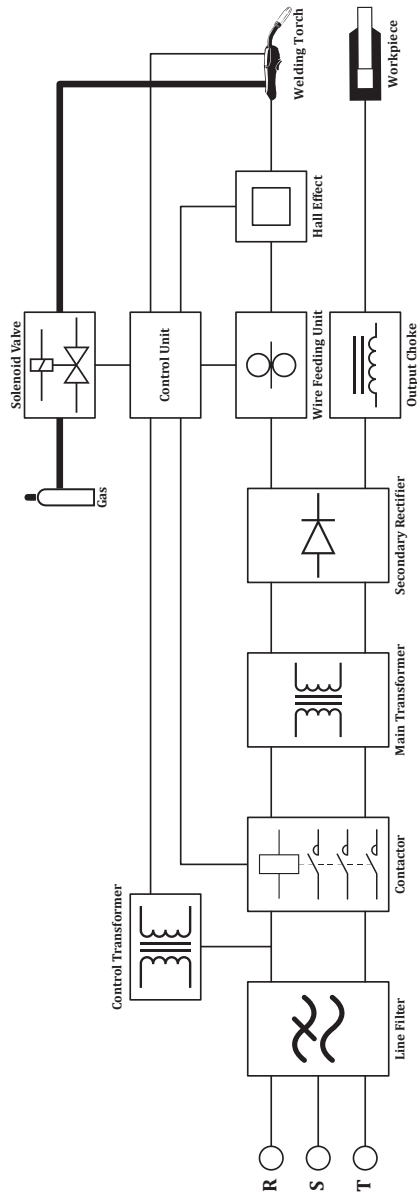 R
S
T
Line Filter
Control Transformer
Contactor
Main Transformer
Secondary Rectifier
Gas
Solenoid Valve
Control Unit
Wire Feeding Unit
Output Choke
Hall Effect
Welding Torch
Workpiece